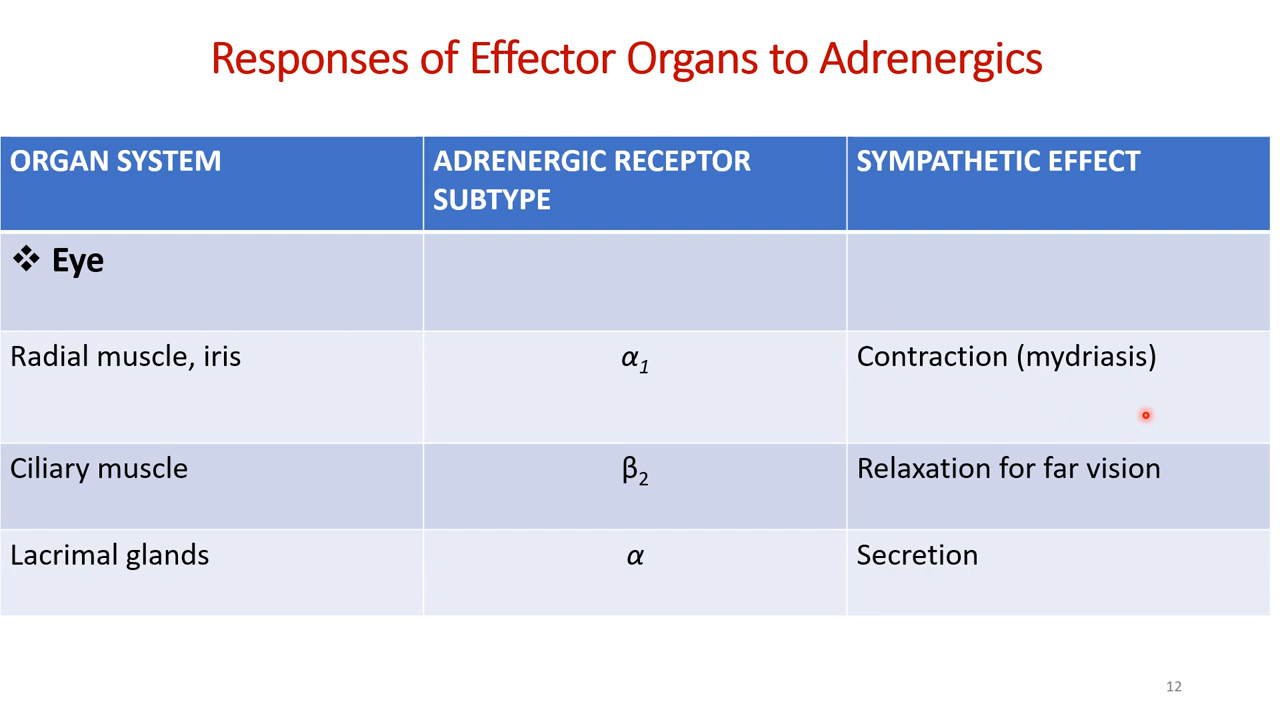 Responses of Effector Organs to Adrenergics
ORGAN SYSTEM
ADRENERGIC RECEPTOR
SUBTYPE
SYMPATHETIC EFFECT
❖ Eye
Radial muscle, iris
α₁
Contraction (mydriasis)
Ciliary muscle
β₂
Relaxation for far vision
Lacrimal glands
α
Secretion
12